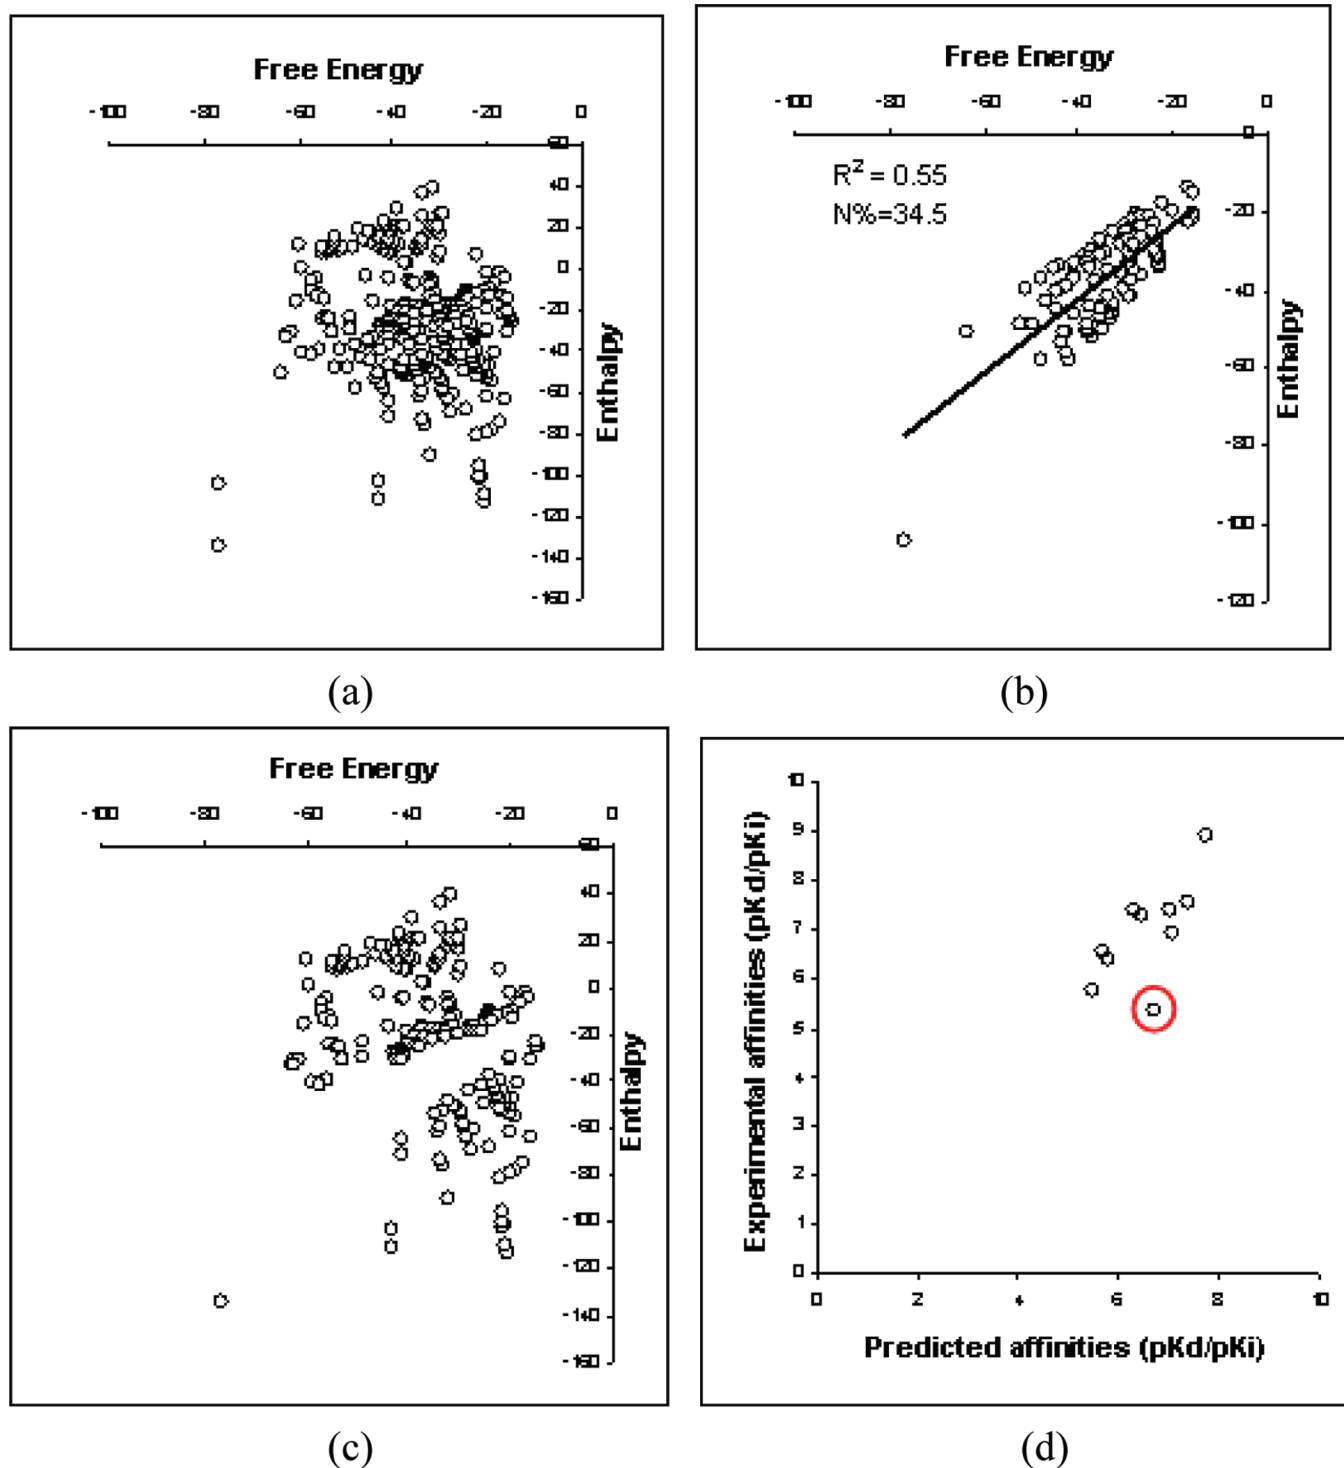 Free Energy
-100 -80 -60 -40 -20 0
60
40
20
0
-20
-40
-60
-80
-100
-120
-140
-160
Enthalpy
(a)
Free Energy
-100 -80 -60 -40 -20 0
R² = 0.55
N%=34.5
0
-20
-40
-60
-80
-100
-120
Enthalpy
(b)
Free Energy
-100 -80 -60 -40 -20 0
60
40
20
0
-20
-40
-60
-80
-100
-120
-140
-160
Enthalpy
(c)
Experimental affinities (pKd/pKi)
10
9
8
7
6
5
4
3
2
1
0
0 2 4 6 8 10
Predicted affinities (pKd/pKi)
(d)